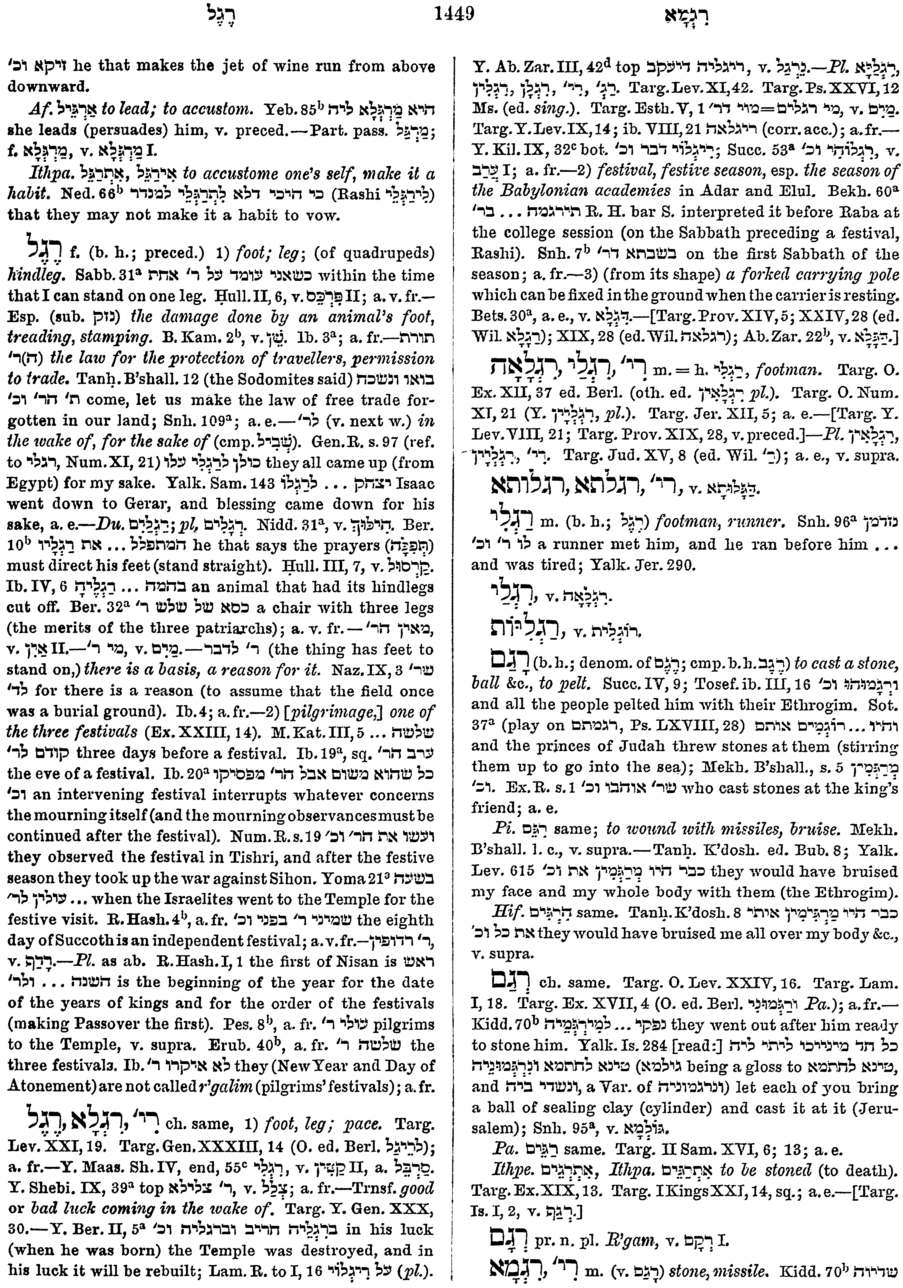 רֶגֶל 1449 רִגְמָא
זיקא וכ' he that makes the jet of wine run from above
downward.
Af. אַרְגֵּיל to lead; to accustom. Yeb. 85ᵇ היא מַרְגְּלָא ליה
she leads (persuades) him, v. preced.—Part. pass. מַרְגַּל;
f. מַרְגְּלָא, v. מַרְגְּלָא I.
Ithpa. אִתְרַגַּל, אִירַגַּל to accustome one's self, make it a
habit. Ned. 66ᵇ כי היכי דלא לִתְרַגְּלֵי למנדר (Rashi לֵירַגְּלֵי)
that they may not make it a habit to vow.
רֶגֶל f. (b. h.; preced.) 1) foot; leg; (of quadrupeds)
hindleg. Sabb. 31ᵃ כשאני עומד על ר' אחת within the time
that I can stand on one leg. Ḥull. II, 6, v. פַּרְכֵּס II; a. v. fr.—
Esp. (sub. נזק) the damage done by an animal's foot,
treading, stamping. B. Kam. 2ᵇ, v. שֵׁן. Ib. 3ᵃ; a. fr.—תורת
(ה)ר' the law for the protection of travellers, permission
to trade. Tanḥ. B'shall. 12 (the Sodomites said) בואו ונשכח
ת' הר' וכ' come, let us make the law of free trade for-
gotten in our land; Snh. 109ᵃ; a. e.—לר' (v. next w.) in
the wake of, for the sake of (cmp. שְׁבִיל). Gen. R. s. 97 (ref.
to רגלי, Num. XI, 21) כולן לְרַגְלִי עלו they all came up (from
Egypt) for my sake. Yalk. Sam. 143 יצחק ... לְרַגְלוֹ Isaac
went down to Gerar, and blessing came down for his
sake, a. e.—Du. רַגְלַיִם; pl. רְגָלִים. Nidd. 31ᵃ, v. הִילּוּךְ. Ber.
10ᵇ המתפלל ... את רַגְלָיו he that says the prayers (תְּפִלָּה)
must direct his feet (stand straight). Ḥull. III, 7, v. קַרְסוּל.
Ib. IV, 6 בהמה ... רַגְלֶיהָ an animal that had its hindlegs
cut off. Ber. 32ᵃ כסא של שלש ר' a chair with three legs
(the merits of the three patriarchs); a. v. fr.—מאין הר',
v. אַיִן II.—מי ר', v. מַיִם.—ר' לדבר (the thing has feet to
stand on,) there is a basis, a reason for it. Naz. IX, 3 שר'
לד' for there is a reason (to assume that the field once
was a burial ground). Ib. 4; a. fr.—2) [pilgrimage,] one of
the three festivals (Ex. XXIII, 14). M. Kat. III, 5 שלשה ...
קודם לר' three days before a festival. Ib. 19ᵃ, sq. ערב הר'
the eve of a festival. Ib. 20ᵃ כל שהוא משום אבל הר' מפסיקו
וכ' an intervening festival interrupts whatever concerns
the mourning itself (and the mourning observances must be
continued after the festival). Num. R. s. 19 ועשו את הר' וכ'
they observed the festival in Tishri, and after the festive
season they took up the war against Sihon. Yoma 21ᵃ בשעה
שעולין לר' ... when the Israelites went to the Temple for the
festive visit. R. Hash. 4ᵇ, a. fr. שמיני ר' בפני וכ' the eighth
day of Succoth is an independent festival; a. v. fr.—רדופין ר',
v. רָדַף.—Pl. as ab. R. Hash. I, 1 the first of Nisan is ראש
השנה ... ולר' is the beginning of the year for the date
of the years of kings and for the order of the festivals
(making Passover the first). Pes. 8ᵇ, a. fr. עולי ר' pilgrims
to the Temple, v. supra. Erub. 40ᵇ, a. fr. שלשה ר' the
three festivals. Ib. לא איקרו ר' they (New Year and Day of
Atonement) are not called r'galim (pilgrims' festivals); a. fr.
רְגַל, רִגְלָא, רי' ch. same, 1) foot, leg; pace. Targ.
Lev. XXI, 19. Targ. Gen. XXXIII, 14 (O. ed. Berl. לְרֵיגֶל);
a. fr.—Y. Maas. Sh. IV, end, 55ᶜ רִגְלֵי, v. קַטִּין II, a. סַרְבֵּל.
Y. Shebi. IX, 39ᵃ top ר' צלילא, v. צְלַל; a. fr.—Trnsf. good
or bad luck coming in the wake of. Targ. Y. Gen. XXX,
30.—Y. Ber. II, 5ᵃ ברגליה חריב וברגליה וכ' in his luck
(when he was born) the Temple was destroyed, and in
his luck it will be rebuilt; Lam. R. to I, 16 על רִיגְלוֹי (pl.).
Y. Ab. Zar. III, 42ᵈ top ריגליה דיעקב, v. נְרַגַל.—Pl. רִגְלַיָּא,
רִגְלִין, רִגְלָן, רי', רַגְ'. Targ. Lev. XI, 42. Targ. Ps. XXVI, 12
Ms. (ed. sing.). Targ. Esth. V, 1 מוי דר'=מי רגלים, v. מַיִם.
Targ. Y. Lev. IX, 14; ib. VIII, 21 ריגלאה (corr. acc.); a. fr.—
Y. Kil. IX, 32ᶜ bot. רִיגְלוֹי דבר וכ'; Succ. 53ᵃ רַגְלוֹהִי וכ', v.
עֲרַב I; a. fr.—2) festival, festive season, esp. the season of
the Babylonian academies in Adar and Elul. Bekh. 60ᵃ
תירגמה ... בר' R. H. bar S. interpreted it before Raba at
the college session (on the Sabbath preceding a festival,
Rashi). Snh. 7ᵇ בשבתא דר' on the first Sabbath of the
season; a. fr.—3) (from its shape) a forked carrying pole
which can be fixed in the ground when the carrier is resting.
Bets. 30ᵃ, a. e., v. דִּגְלָא.—[Targ. Prov. XIV, 5; XXIV, 28 (ed.
Wil. רַגְלָא); XIX, 28 (ed. Wil. רגלאה); Ab. Zar. 22ᵇ, v. דַּגָּלָא.]
רִגְלָאָה, רִגְלַי, רי' m. = h. רַגְלִי, footman. Targ. O.
Ex. XII, 37 ed. Berl. (oth. ed. רִגְלָאִין pl.). Targ. O. Num.
XI, 21 (Y. רִגְלָיִין, pl.). Targ. Jer. XII, 5; a. e.—[Targ. Y.
Lev. VIII, 21; Targ. Prov. XIX, 28, v. preced.]—Pl. רִגְלָאִין,
רִגְלָיִין, רי'. Targ. Jud. XV, 8 (ed. Wil. רַ'); a. e., v. supra.
רגלותא, רגלתא, רי', v. דַּגָּלוּתָא.
רַגְלִי m. (b. h.; רֶגֶל) footman, runner. Snh. 96ᵃ נזדמן
לו ר' וכ' a runner met him, and he ran before him ...
and was tired; Yalk. Jer. 290.
רִגְלַי, v. רִגְלָאָה.
רַגְלִיּוֹת, v. רוֹגְלִית.
רָגַם (b. h.; denom. of רֶגֶם; cmp. b. h. רֶגֶב) to cast a stone,
ball &c., to pelt. Succ. IV, 9; Tosef. ib. III, 16 וּרְגָמוּהוּ וכ'
and all the people pelted him with their Ethrogim. Sot.
37ᵃ (play on רגמתם, Ps. LXVIII, 28) והיו ... רוֹגְמִים אותם
and the princes of Judah threw stones at them (stirring
them up to go into the sea); Mekh. B'shall., s. 5 מְרַגְּמִין
וכ'. Ex. R. s. 1 שר' אוהבו וכ' who cast stones at the king's
friend; a. e.
Pi. רִגֵּם same; to wound with missiles, bruise. Mekh.
B'shall. l. c., v. supra.—Tanḥ. K'dosh. ed. Bub. 8; Yalk.
Lev. 615 כבר היו מְרַגְּמִין את וכ' they would have bruised
my face and my whole body with them (the Ethrogim).
Hif. הִרְגִּים same. Tanḥ. K'dosh. 8 כבר היו מַרְגִּימִין אותי
את כל וכ' they would have bruised me all over my body &c.,
v. supra.
רְגַם ch. same. Targ. O. Lev. XXIV, 16. Targ. Lam.
I, 18. Targ. Ex. XVII, 4 (O. ed. Berl. וִירַגְּמוּנַּנִי Pa.); a. fr.—
Kidd. 70ᵇ נפקי ... למִירְגְּמֵיהּ they went out after him ready
to stone him. Yalk. Is. 284 [read:] כל חד מינייכו ליתי ליה
טינא לחתמא וְנִרְגְּמוּנֵּיהּ (גולמא being a gloss to טינא לחתמא,
and ונשדי ביה, a Var. of ונרגמוניה) let each of you bring
a ball of sealing clay (cylinder) and cast it at it (Jeru-
salem); Snh. 95ᵃ, v. גּוּלְמָא.
Pa. רַגֵּים same. Targ. II Sam. XVI, 6; 13; a. e.
Ithpe. אִתְרְגֵים, Ithpa. אִתְרַגֵּים to be stoned (to death).
Targ. Ex. XIX, 13. Targ. I Kings XXI, 14, sq.; a. e.—[Targ.
Is. I, 2, v. רְגַף.]
רְגָם pr. n. pl. R'gam, v. רְקָם I.
רִגְמָא, רי' m. (v. רְגַם) stone, missile. Kidd. 70ᵇ שדיוה